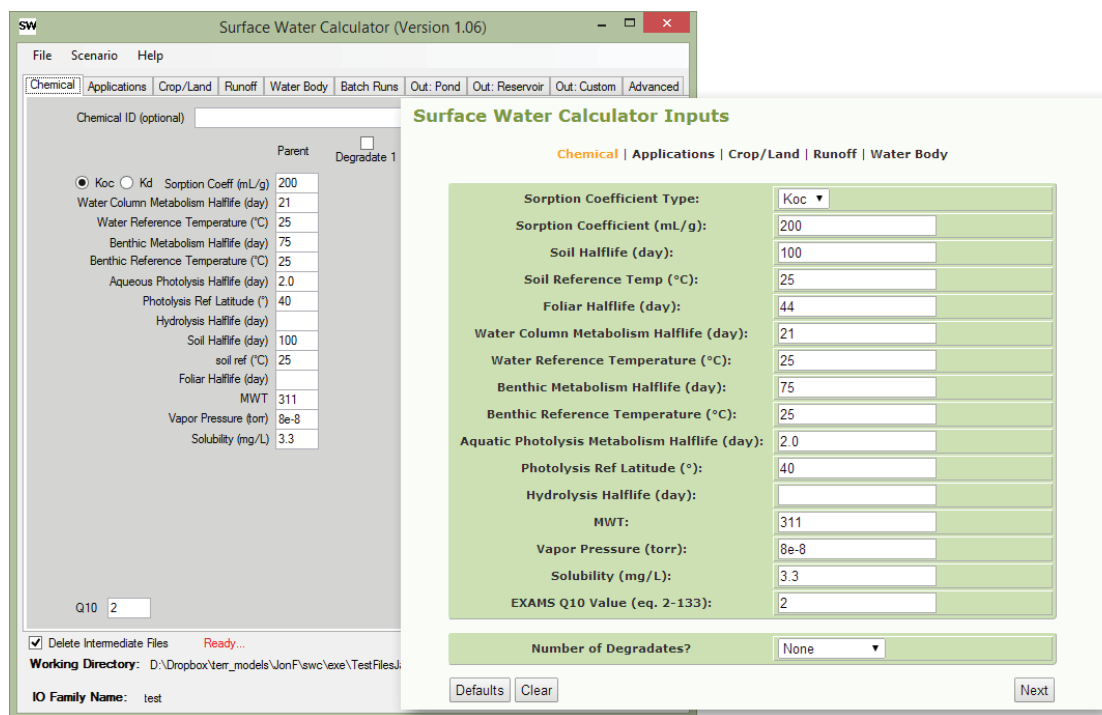 SW Surface Water Calculator (Version 1.06)
File Scenario Help
Chemical Applications Crop/Land Runoff Water Body Batch Runs Out: Pond Out: Reservoir Out: Custom Advanced
Chemical ID (optional)
Parent Degradate 1
Koc Kd Sorption Coeff (mL/g) 200
Water Column Metabolism Halflife (day) 21
Water Reference Temperature (°C) 25
Benthic Metabolism Halflife (day) 75
Benthic Reference Temperature (°C) 25
Aqueous Photolysis Halflife (day) 2.0
Photolysis Ref Latitude (°) 40
Hydrolysis Halflife (day)
Soil Halflife (day) 100
soil ref (°C) 25
Foliar Halflife (day)
MWT 311
Vapor Pressure (torr) 8e-8
Solubility (mg/L) 3.3
Q10 2
Delete Intermediate Files Ready...
Working Directory: D:\Dropbox\terr_models\JonF\swc\exe\TestFilesJa
IO Family Name: test
Surface Water Calculator Inputs
Chemical | Applications | Crop/Land | Runoff | Water Body
Sorption Coefficient Type: Koc
Sorption Coefficient (mL/g): 200
Soil Halflife (day): 100
Soil Reference Temp (°C): 25
Foliar Halflife (day): 44
Water Column Metabolism Halflife (day): 21
Water Reference Temperature (°C): 25
Benthic Metabolism Halflife (day): 75
Benthic Reference Temperature (°C): 25
Aquatic Photolysis Metabolism Halflife (day): 2.0
Photolysis Ref Latitude (°): 40
Hydrolysis Halflife (day):
MWT: 311
Vapor Pressure (torr): 8e-8
Solubility (mg/L): 3.3
EXAMS Q10 Value (eq. 2-133): 2
Number of Degradates? None
Defaults Clear Next